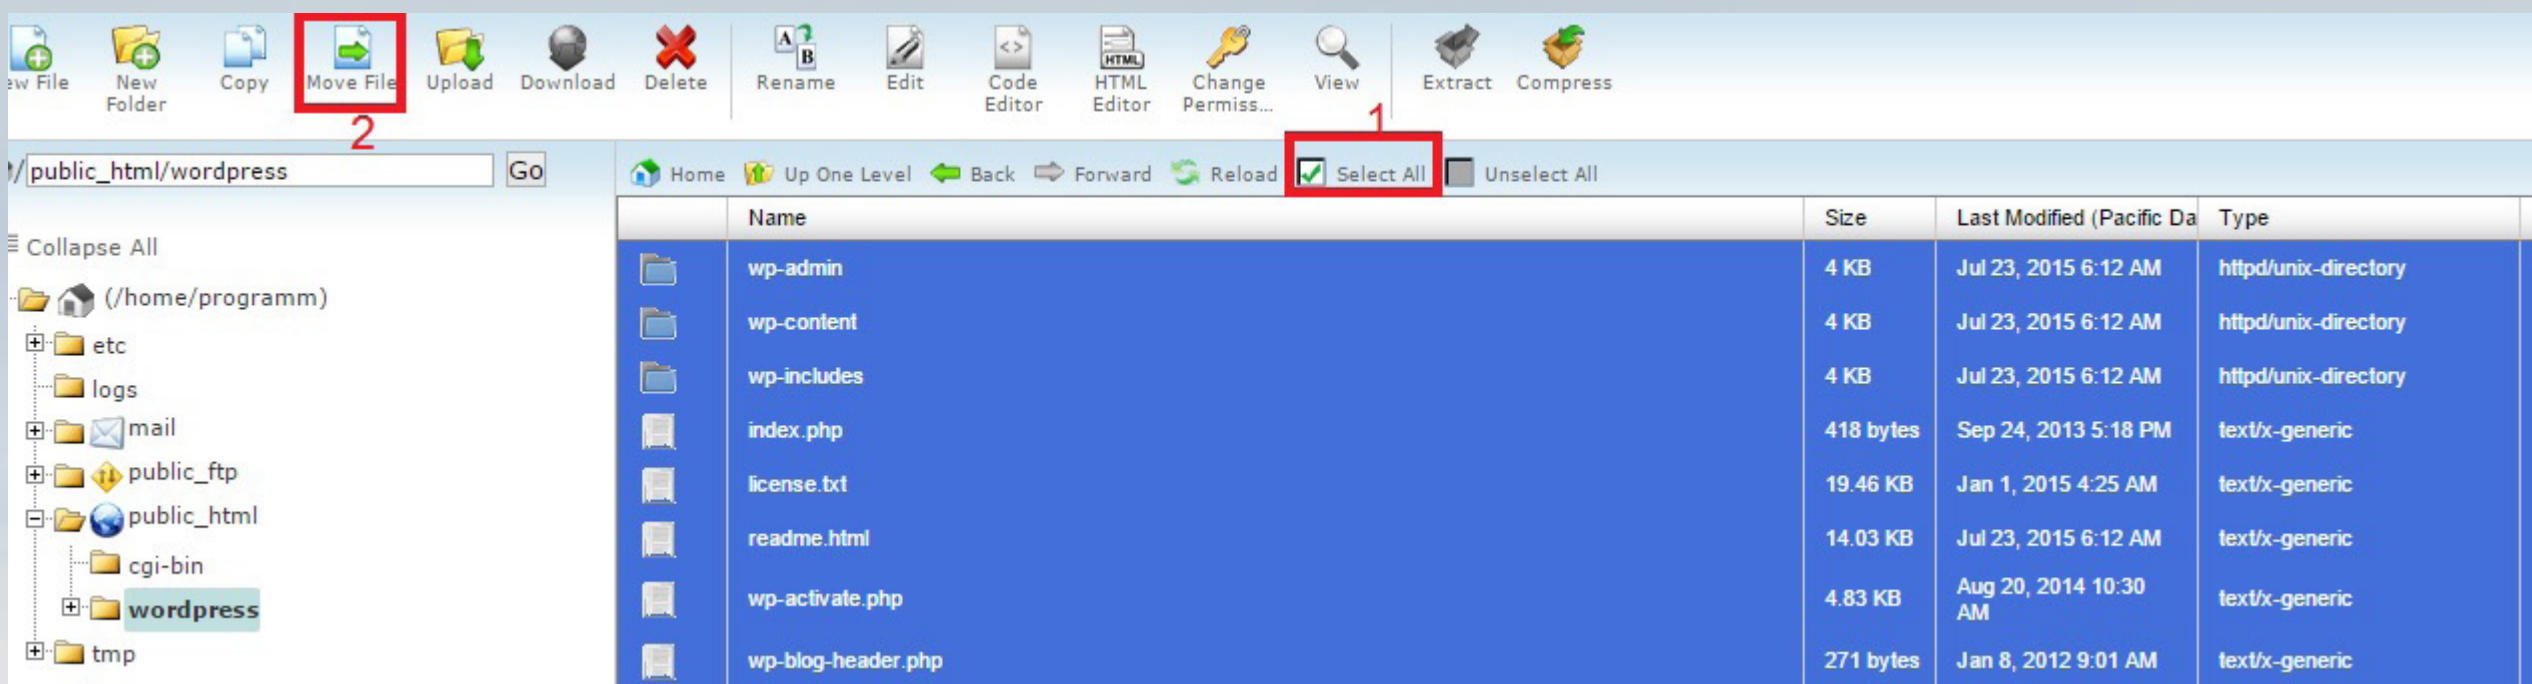 ew File
New Folder
Copy
Move File
Upload
Download
Delete
Rename
Edit
Code Editor
HTML Editor
Change Permiss...
View
Extract
Compress
2
1
/ public_html/wordpress Go
Home Up One Level Back Forward Reload Select All Unselect All
Collapse All
(/home/programm)
etc
logs
mail
public_ftp
public_html
cgi-bin
wordpress
tmp
Name Size Last Modified (Pacific Da Type
wp-admin 4 KB Jul 23, 2015 6:12 AM httpd/unix-directory
wp-content 4 KB Jul 23, 2015 6:12 AM httpd/unix-directory
wp-includes 4 KB Jul 23, 2015 6:12 AM httpd/unix-directory
index.php 418 bytes Sep 24, 2013 5:18 PM text/x-generic
license.txt 19.46 KB Jan 1, 2015 4:25 AM text/x-generic
readme.html 14.03 KB Jul 23, 2015 6:12 AM text/x-generic
wp-activate.php 4.83 KB Aug 20, 2014 10:30 AM text/x-generic
wp-blog-header.php 271 bytes Jan 8, 2012 9:01 AM text/x-generic